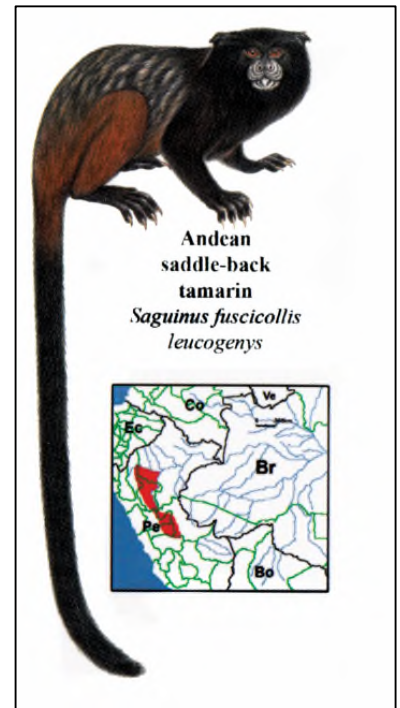 Andean
saddle-back
tamarin
Saguinus fuscicollis
leucogenys
Ve
Co
Ec
Br
Pe
Bo